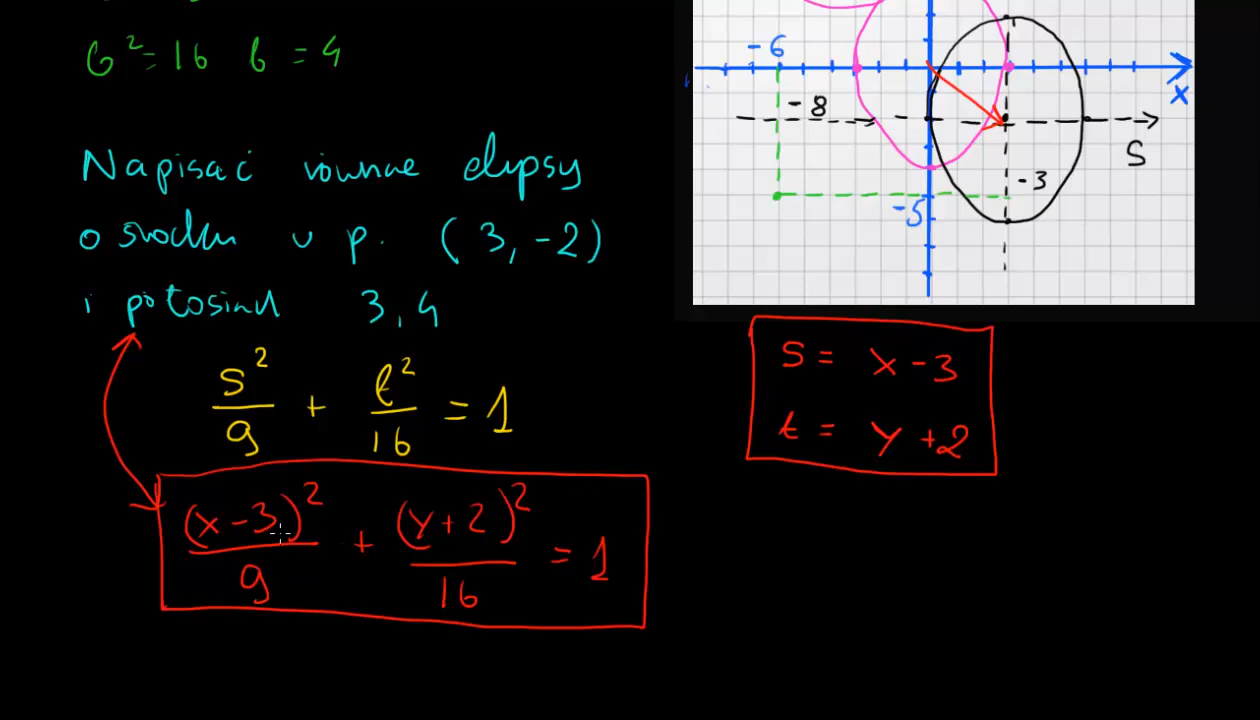 b² = 16 b = 4
Napisać równanie elipsy
o środku w p. (3, -2)
i półosiach 3, 4
s²/9 + t²/16 = 1
(x-3)²/9 + (y+2)²/16 = 1
-6
-8
x
S
-3
-5
s = x - 3
t = y + 2